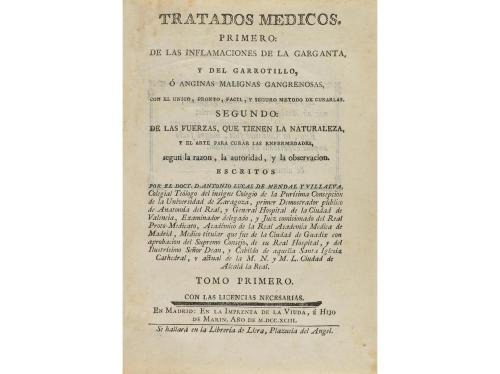 TRATADOS MEDICOS.
PRIMERO:
DE LAS INFLAMACIONES DE LA GARGANTA,
Y DEL GARROTILLO,
Ó ANGINAS MALIGNAS GANGRENOSAS,
CON EL UNICO, PRONTO, FACIL, Y SEGURO METODO DE CURARLAS.
SEGUNDO:
DE LAS FUERZAS, QUE TIENEN LA NATURALEZA,
Y EL ARTE PARA CURAR LAS ENFERMEDADES,
segun la razon, la autoridad, y la observacion.
ESCRITOS
POR EL DOCT. D. ANTONIO LUCAS DE MENDAL Y VILLALVA,
Colegial Teólogo del insigne Colegio de la Purísima Concepcion
de la Universidad de Zaragoza, primer Demostrador público
de Anatomía del Real, y General Hospital de la Ciudad de
Valencia, Examinador delegado, y Juiz comisionado del Real
Proto-Medicato, Académico de la Real Academia Medica de
Madrid, Medico titular que fue de la Ciudad de Guadix con
aprobacion del Supremo Consejo, de su Real Hospital, y del
Ilustrísimo Señor Dean, y Cabildo de aquella Santa Iglesia
Cathedral, y actual de la M. N. y M. L. Ciudad de
Alcalá la Real.
TOMO PRIMERO.
CON LAS LICENCIAS NECESARIAS.
EN MADRID: EN LA IMPRENTA DE LA VIUDA, É HIJO
DE MARIN. AÑO DE M.DCC.XCIII.
Se hallará en la Librería de Llera, Plazuela del Angel.